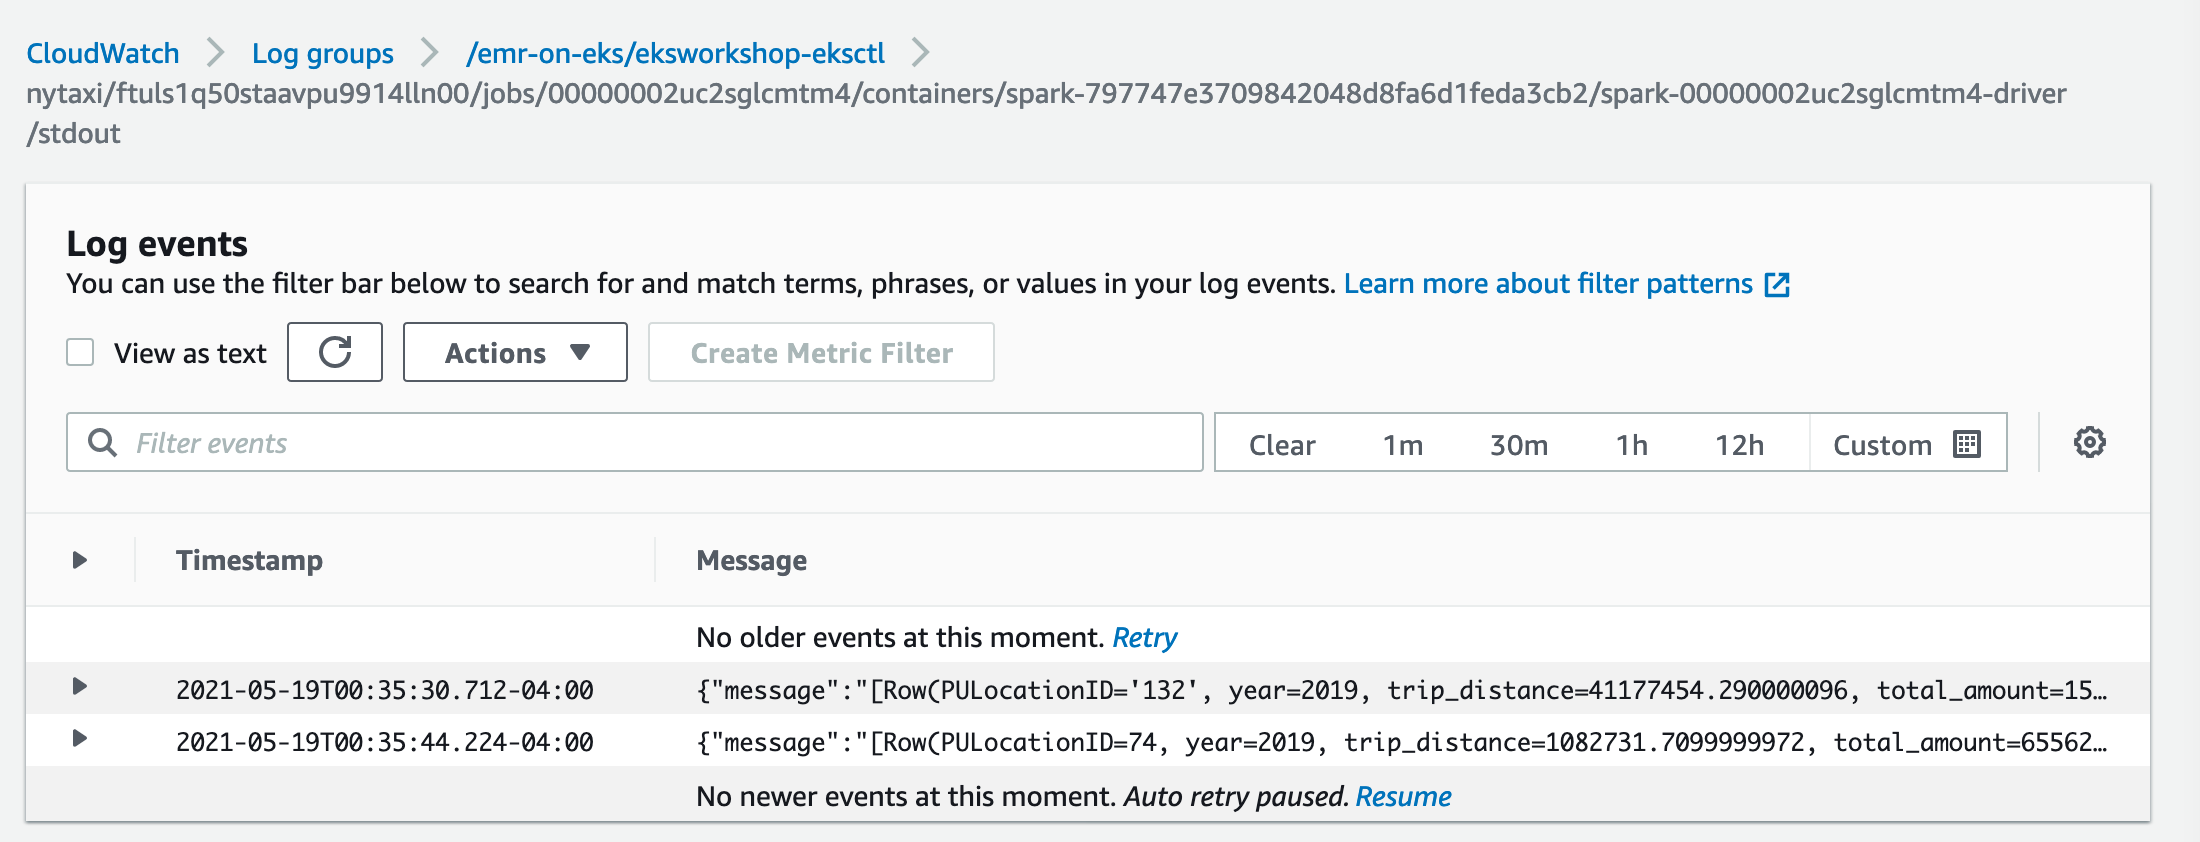 CloudWatch > Log groups > /emr-on-eks/eksworkshop-eksctl >
nytaxi/ftuls1q50staavpu9914lln00/jobs/00000002uc2sglcmtm4/containers/spark-797747e3709842048d8fa6d1feda3cb2/spark-00000002uc2sglcmtm4-driver
/stdout
Log events
You can use the filter bar below to search for and match terms, phrases, or values in your log events. Learn more about filter patterns
View as text Actions Create Metric Filter
Filter events Clear 1m 30m 1h 12h Custom
Timestamp Message
No older events at this moment. Retry
2021-05-19T00:35:30.712-04:00 {"message":"[Row(PULocationID='132', year=2019, trip_distance=41177454.290000096, total_amount=15…
2021-05-19T00:35:44.224-04:00 {"message":"[Row(PULocationID=74, year=2019, trip_distance=1082731.7099999972, total_amount=65562…
No newer events at this moment. Auto retry paused. Resume